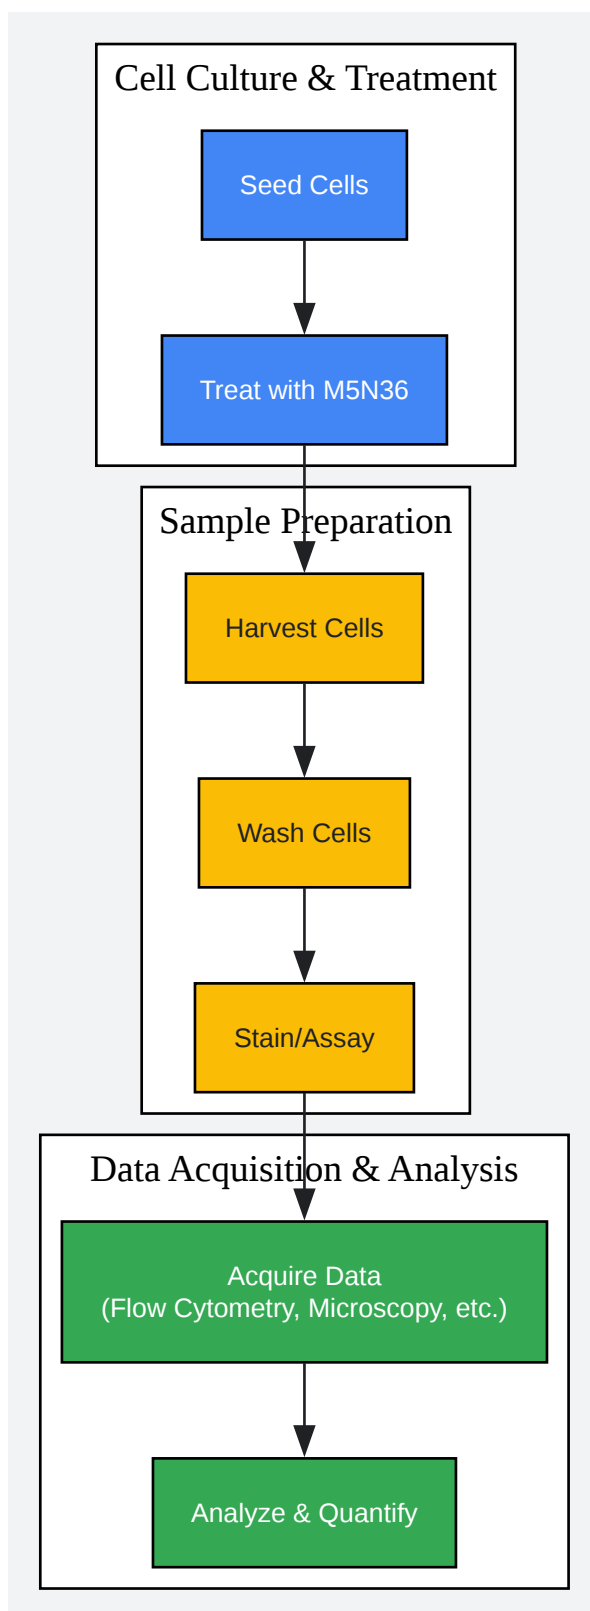 Cell Culture & Treatment
Seed Cells
Treat with M5N36
Sample Preparation
Harvest Cells
Wash Cells
Stain/Assay
Data Acquisition & Analysis
Acquire Data
(Flow Cytometry, Microscopy, etc.)
Analyze & Quantify